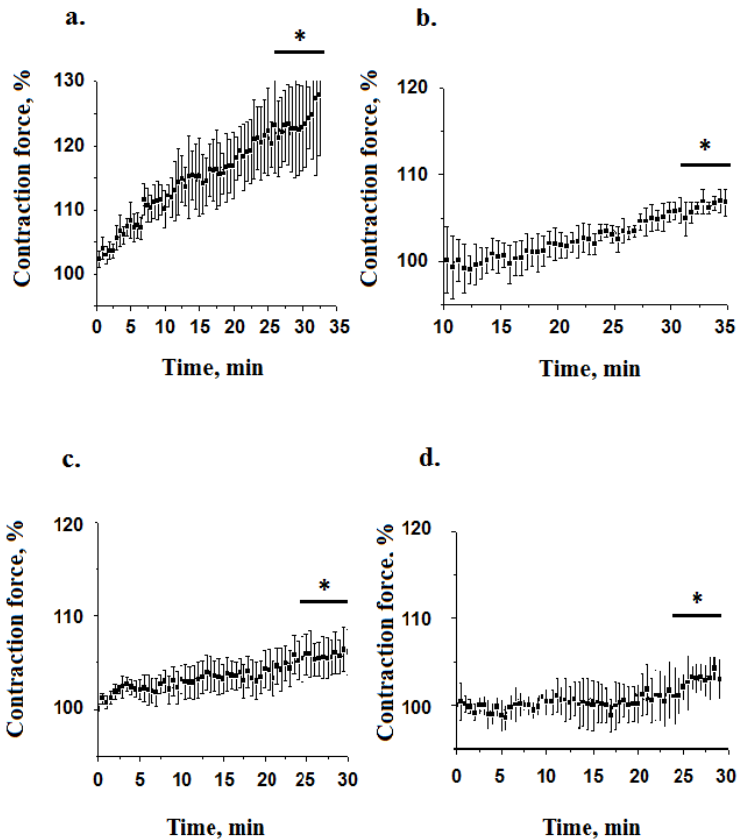 a.
*
Contraction force, %
130
120
110
100
0 5 10 15 20 25 30 35
Time, min
b.
*
Contraction force, %
120
110
100
10 15 20 25 30 35
Time, min
c.
*
Contraction force, %
120
110
100
0 5 10 15 20 25 30
Time, min
d.
*
Contraction force. %
120
110
100
0 5 10 15 20 25 30
Time, min